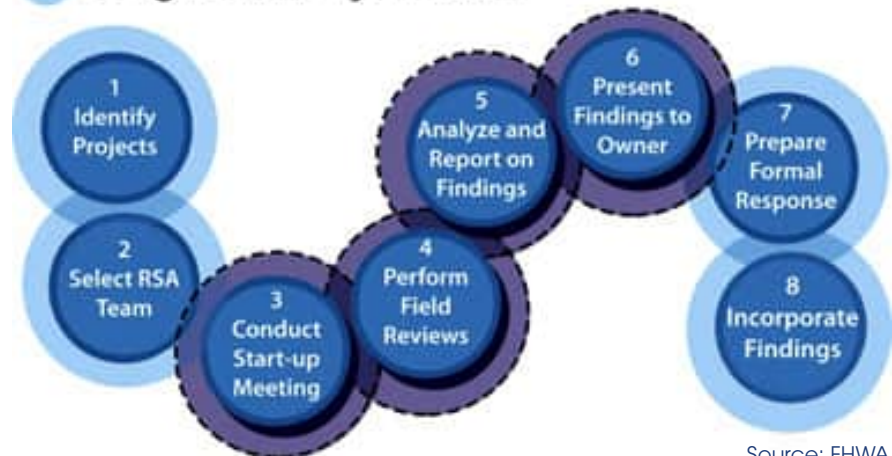 1
Identify
Projects
2
Select RSA
Team
3
Conduct
Start-up
Meeting
4
Perform
Field
Reviews
5
Analyze and
Report on
Findings
6
Present
Findings to
Owner
7
Prepare
Formal
Response
8
Incorporate
Findings
Source: FHWA